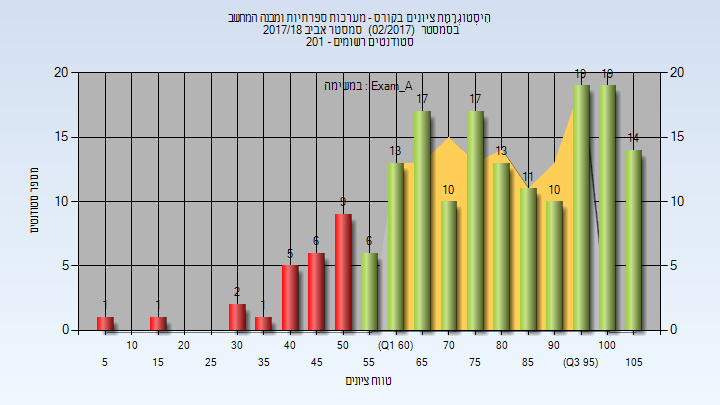 היסטוגרמת ציונים בקורס - מערכות ספרתיות ומבנה המחשב
בסמסטר (02/2017) סמסטר אביב 2017/18
סטודנטים רשומים - 201
במשימה : Exam_A
מספר סטודנטים
20 20
15 15
10 10
5 5
0 0
1 1 2 1 5 6 9 6 13 17 10 17 13 11 10 19 19 14
10 20 30 40 50 (Q1 60) 70 80 90 100
5 15 25 35 45 55 65 75 85 (Q3 95) 105
טווח ציונים